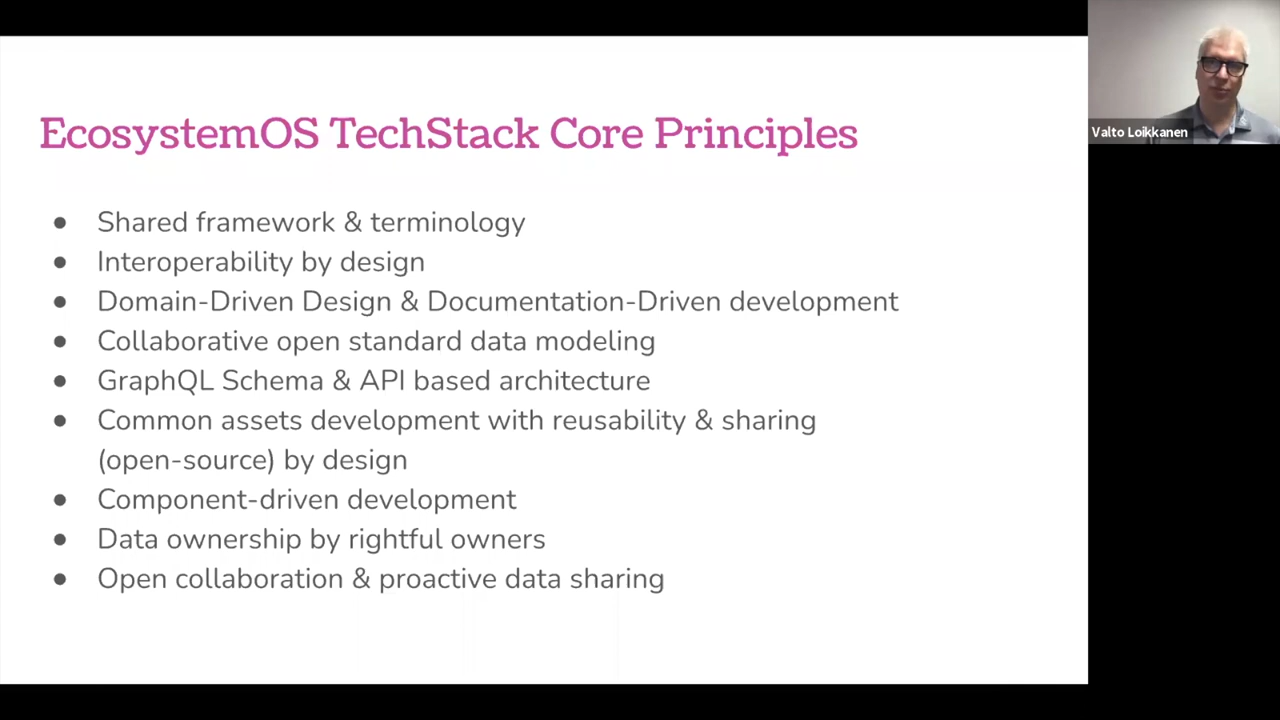 EcosystemOS TechStack Core Principles
● Shared framework & terminology
● Interoperability by design
● Domain-Driven Design & Documentation-Driven development
● Collaborative open standard data modeling
● GraphQL Schema & API based architecture
● Common assets development with reusability & sharing
(open-source) by design
● Component-driven development
● Data ownership by rightful owners
● Open collaboration & proactive data sharing
Valto Loikkanen